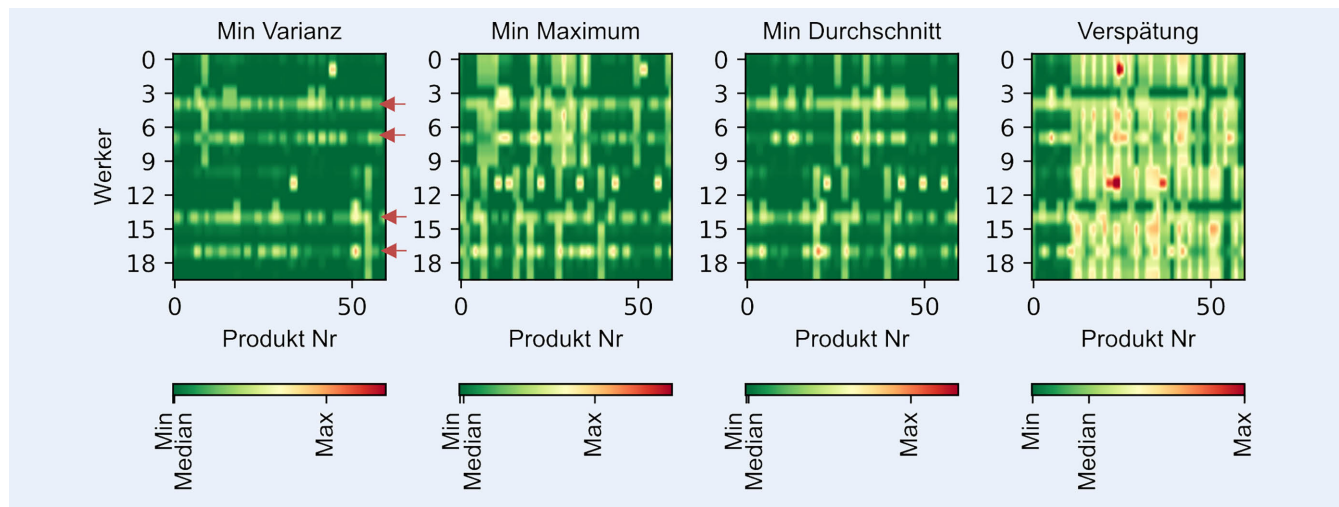 Min Varianz
Min Maximum
Min Durchschnitt
Verspätung
Werker
0
3
6
9
12
15
18
0
3
6
9
12
15
18
0
3
6
9
12
15
18
0
3
6
9
12
15
18
0 50
0 50
0 50
0 50
Produkt Nr
Produkt Nr
Produkt Nr
Produkt Nr
Min
Median
Max
Min
Median
Max
Min
Median
Max
Min
Median
Max